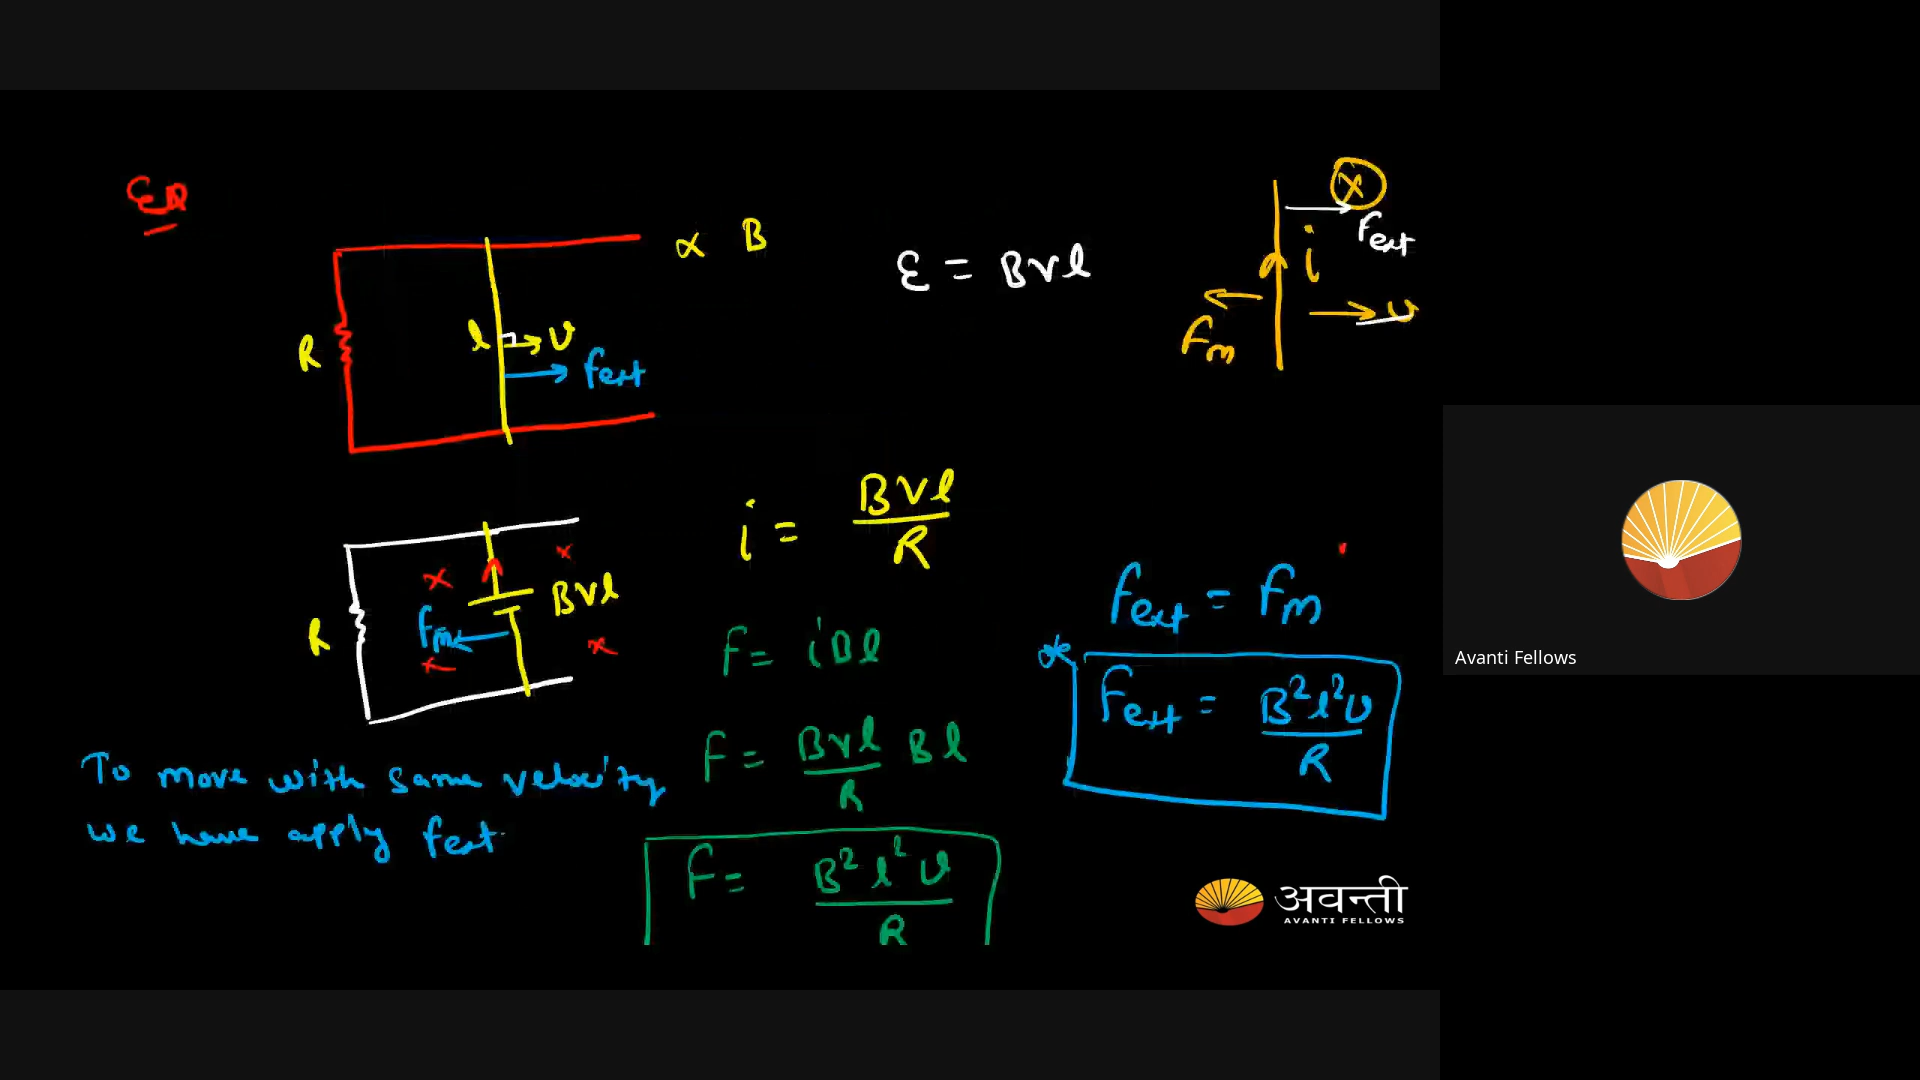 EQ
R
l
v
Fext
x B
ε = Bvl
x
Fext
i
Fm
v
R
x
x
x
x
Bvl
Fm
i = Bvl/R
F = iBl
F = Bvl/R Bl
F = B²l²v/R
To move with same velocity
we have apply Fext.
Fext = Fm
* Fext = B²l²v/R
अवन्ती
AVANTI FELLOWS
Avanti Fellows